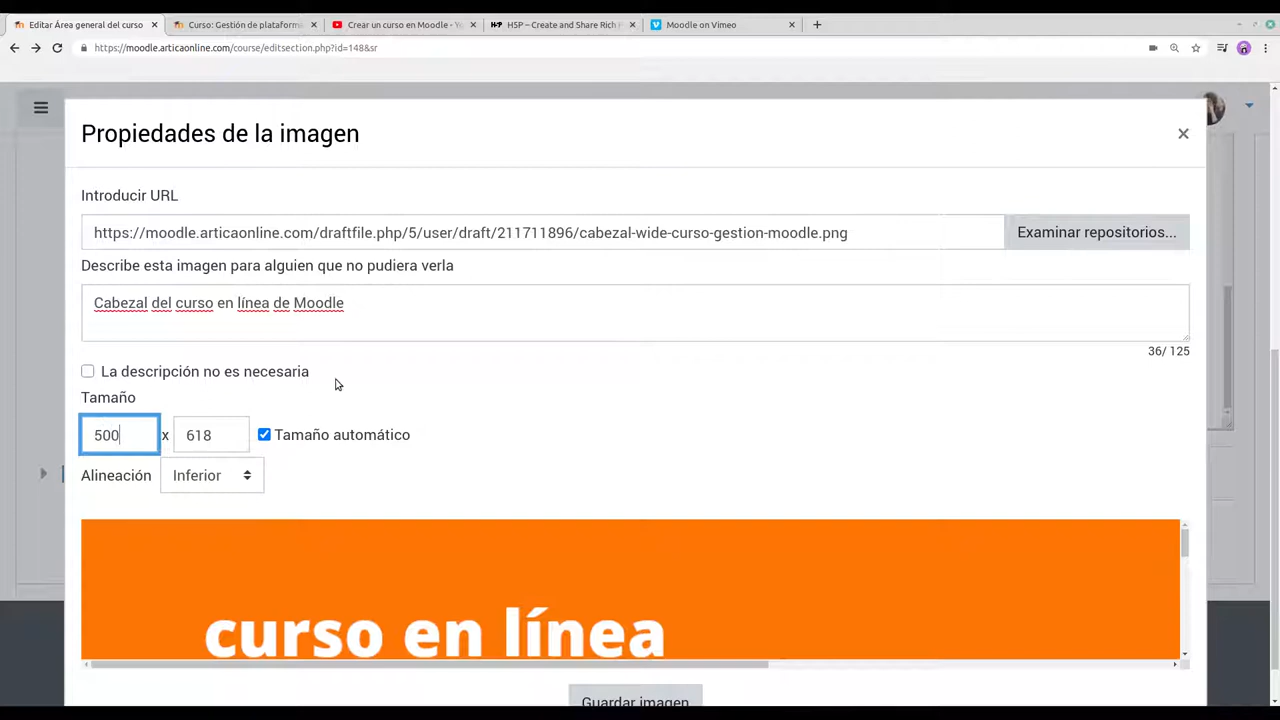 Editar Área general del curso
Curso: Gestión de plataform
Crear un curso en Moodle - Yo
H5P – Create and Share Rich H
Moodle on Vimeo
https://moodle.articaonline.com/course/editsection.php?id=148&sr
Propiedades de la imagen
Introducir URL
https://moodle.articaonline.com/draftfile.php/5/user/draft/211711896/cabezal-wide-curso-gestion-moodle.png
Examinar repositorios...
Describe esta imagen para alguien que no pudiera verla
Cabezal del curso en línea de Moodle
36/ 125
La descripción no es necesaria
Tamaño
500 x 618 Tamaño automático
Alineación Inferior
curso en línea
Guardar imagen